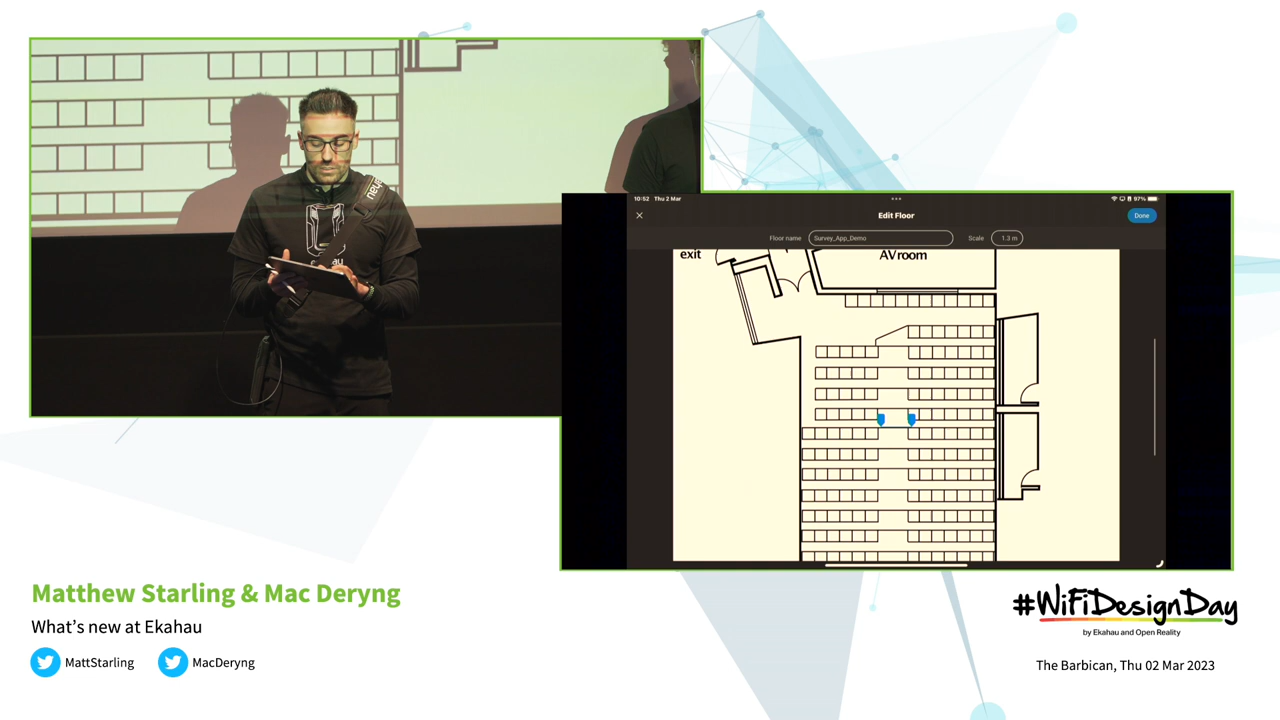 10:52 Thu 2 Mar
97%
Edit Floor
Done
Floor name
Survey_App_Demo
Scale
1.3 m
exit
AV room
Matthew Starling & Mac Deryng
What's new at Ekahau
MattStarling
MacDeryng
#WiFiDesignDay
by Ekahau and Open Reality
The Barbican, Thu 02 Mar 2023